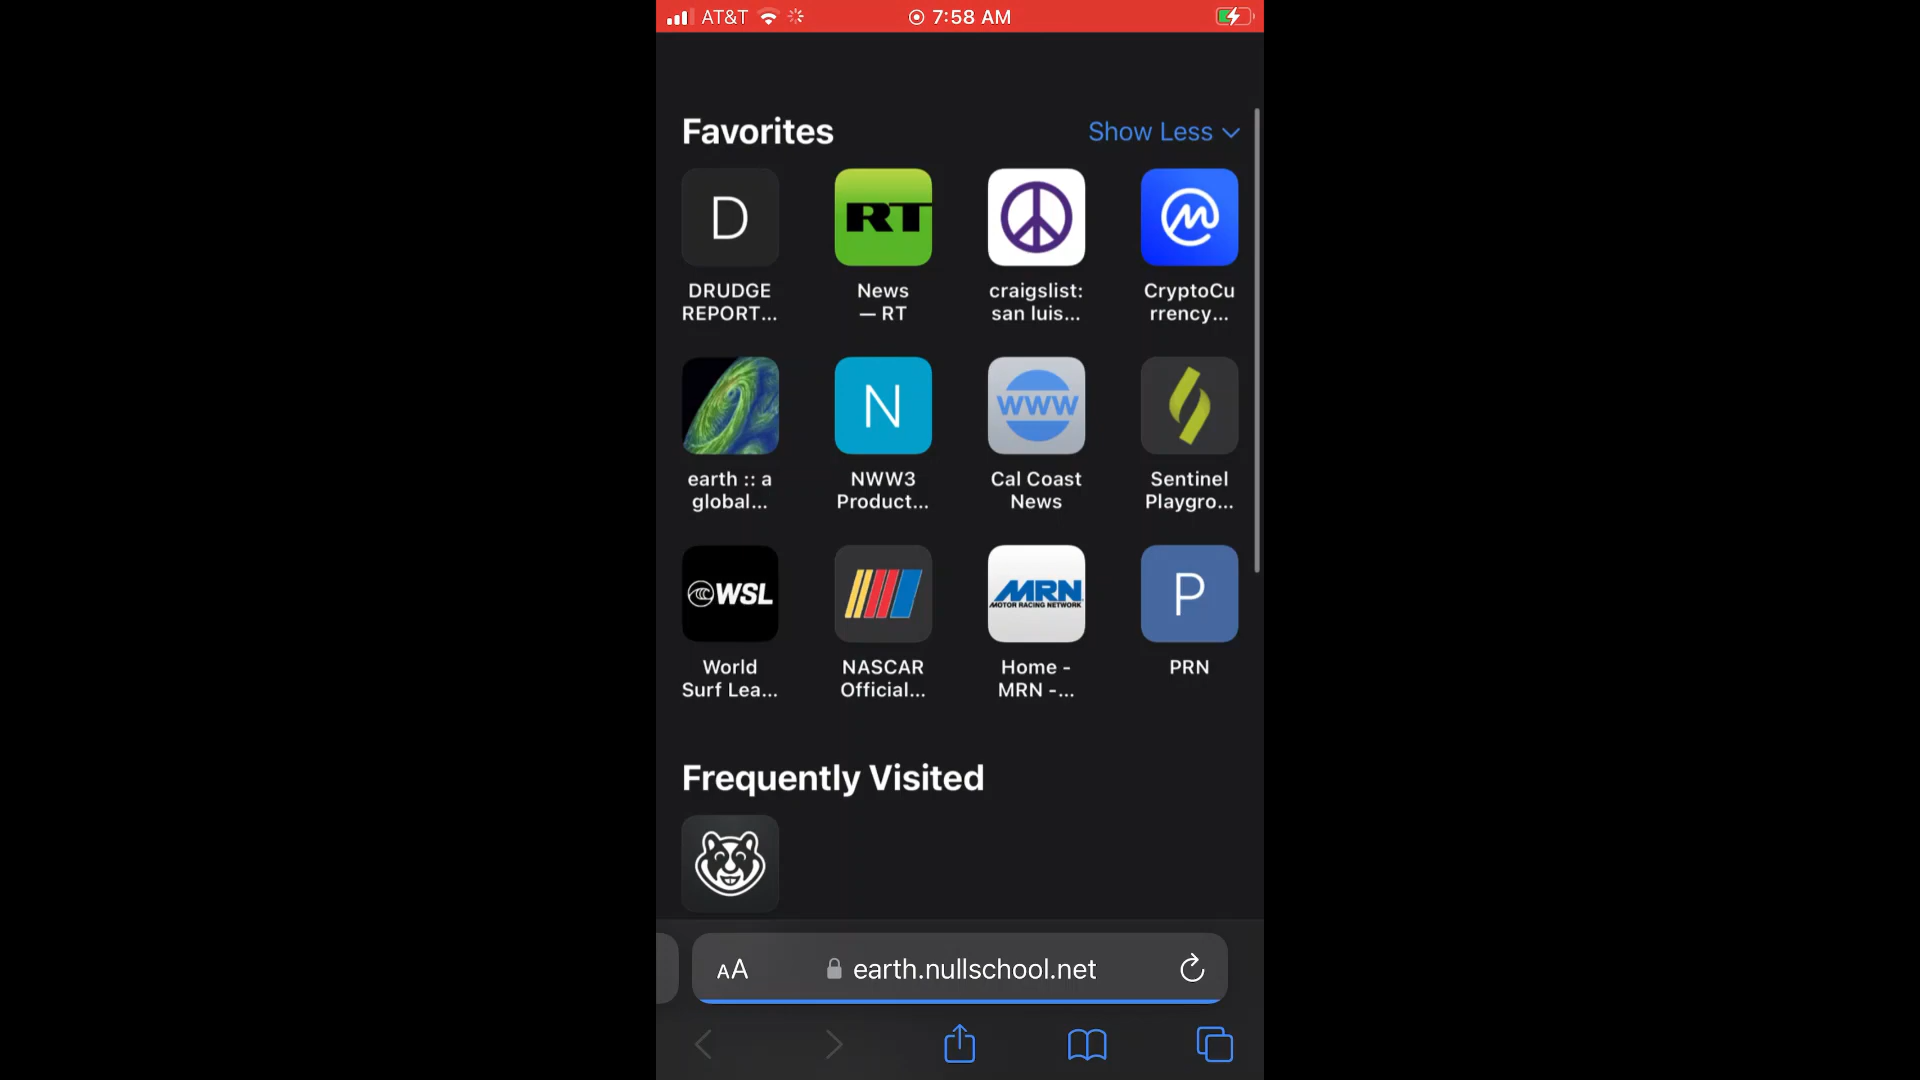 AT&T 7:58 AM
Favorites Show Less
D RT
DRUDGE
REPORT...
News
— RT
craigslist:
san luis...
CryptoCu
rrency...
N www
earth :: a
global...
NWW3
Product...
Cal Coast
News
Sentinel
Playgro...
WSL MRN P
MOTOR RACING NETWORK
World
Surf Lea...
NASCAR
Official...
Home -
MRN -...
PRN
Frequently Visited
AA earth.nullschool.net